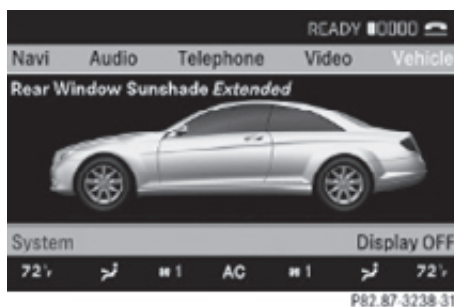 READY 0000
Navi Audio Telephone Video Vehicle
Rear Window Sunshade Extended
System Display OFF
72°F 1 AC 1 72°F
P82.87-3238-31